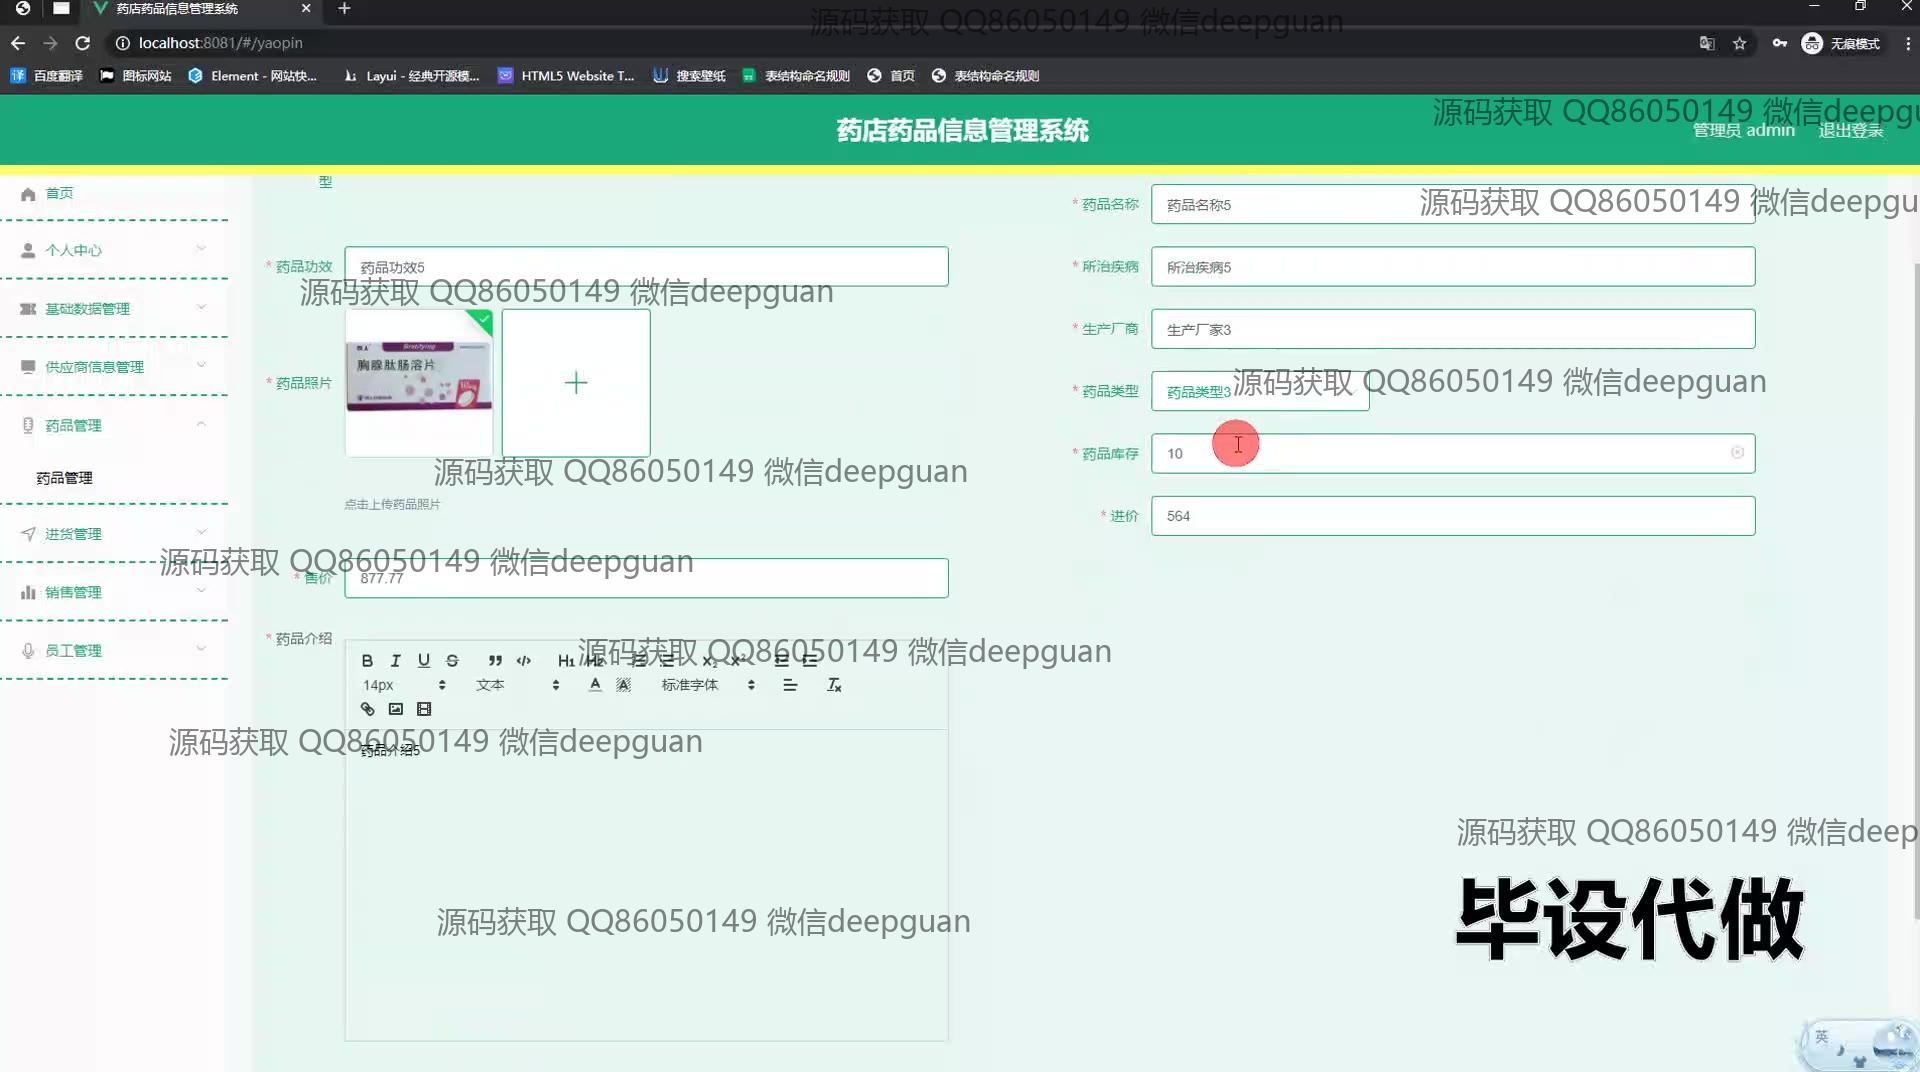 药店药品信息管理系统
源码获取 QQ86050149 微信deepguan
localhost:8081/#/yaopin
无痕模式
百度翻译
图标网站
Element - 网站快...
Layui - 经典开源模...
HTML5 Website T...
搜索壁纸
表结构命名规则
首页
表结构命名规则
药店药品信息管理系统
源码获取 QQ86050149 微信deepgu
管理员 admin
退出登录
首页
个人中心
基础数据管理
供应商信息管理
药品管理
药品管理
进货管理
销售管理
员工管理
型
* 药品名称
药品名称5
源码获取 QQ86050149 微信deepgu
* 药品功效
药品功效5
* 所治疾病
所治疾病5
源码获取 QQ86050149 微信deepguan
* 生产厂商
生产厂家3
* 药品照片
胸腺肽肠溶片
* 药品类型
药品类型3
源码获取 QQ86050149 微信deepguan
* 药品库存
10
源码获取 QQ86050149 微信deepguan
点击上传药品照片
* 进价
564
源码获取 QQ86050149 微信deepguan
* 售价
877.77
* 药品介绍
源码获取 QQ86050149 微信deepguan
B I U S H1 H2 X2 X2
14px 文本 A A 标准字体
源码获取 QQ86050149 微信deepguan
药品介绍5
源码获取 QQ86050149 微信deep
毕设代做
源码获取 QQ86050149 微信deepguan
英